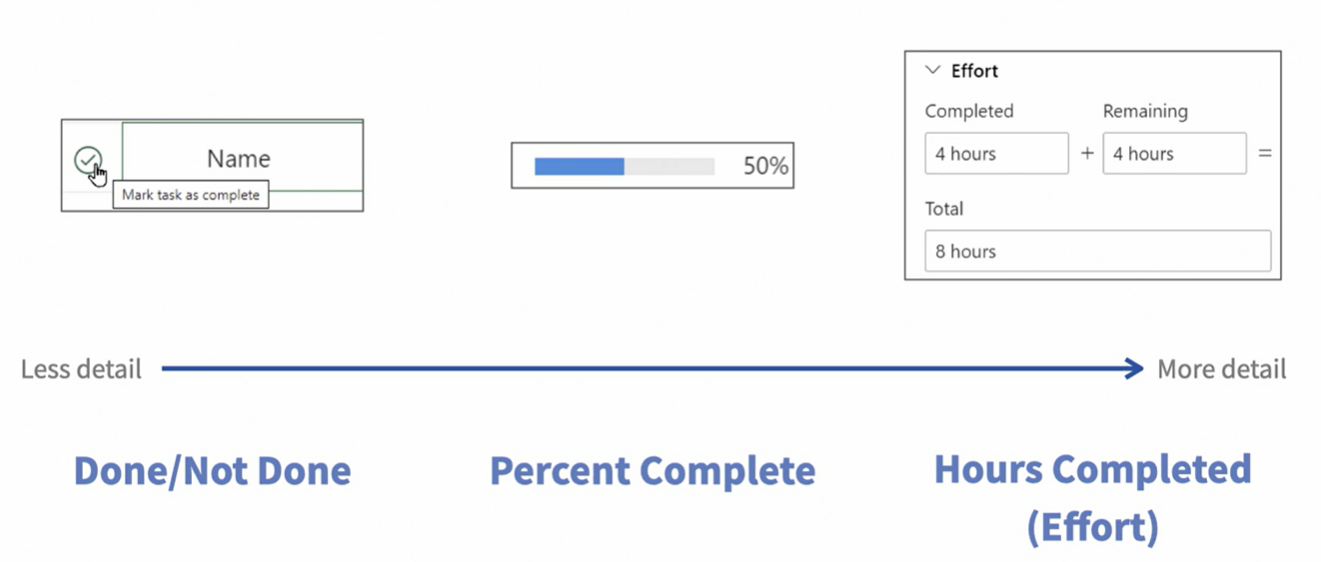 Name
Mark task as complete
50%
Effort
Completed Remaining
4 hours + 4 hours =
Total
8 hours
Less detail More detail
Done/Not Done
Percent Complete
Hours Completed
(Effort)